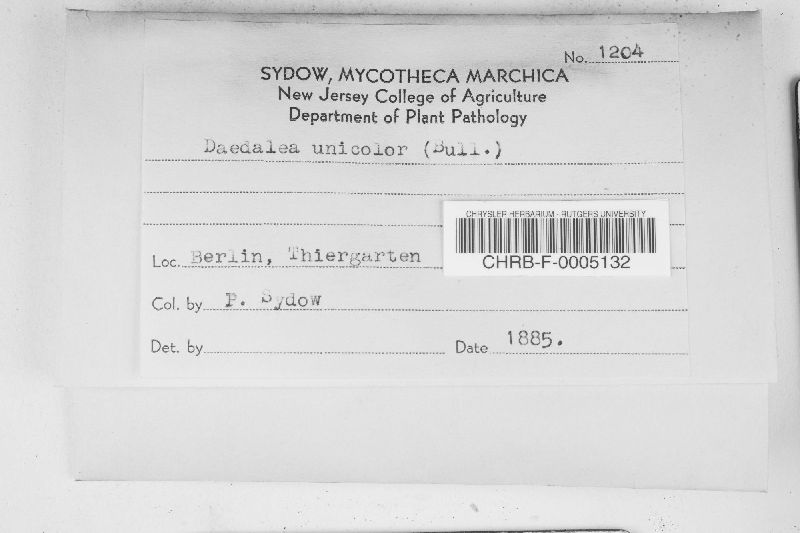 No. 1204
SYDOW, MYCOTHECA MARCHICA
New Jersey College of Agriculture
Department of Plant Pathology
Daedalea unicolor (Bull.)
CHRYSLER HERBARIUM - RUTGERS UNIVERSITY
CHRB-F-0005132
Loc. Berlin, Thiergarten
Col. by P. Sydow
Det. by
Date 1885.